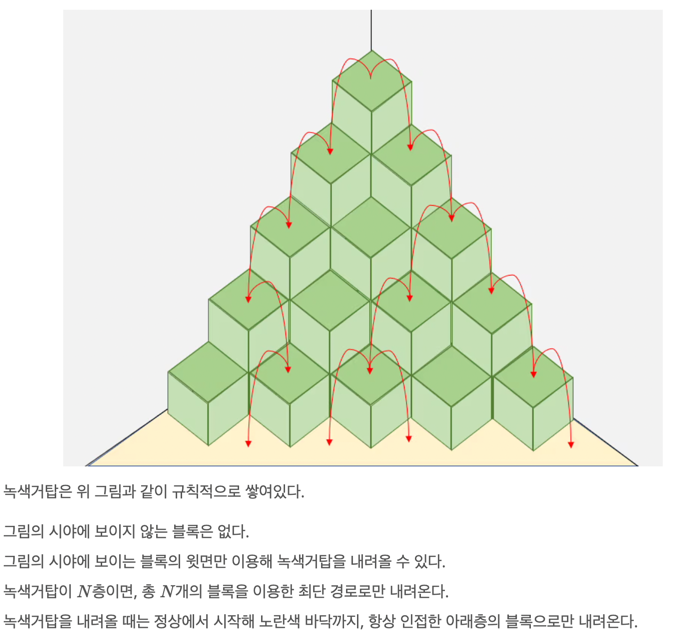 녹색거탑은 위 그림과 같이 규칙적으로 쌓여있다.
그림의 시야에 보이지 않는 블록은 없다.
그림의 시야에 보이는 블록의 윗면만 이용해 녹색거탑을 내려올 수 있다.
녹색거탑이 N층이면, 총 N개의 블록을 이용한 최단 경로로만 내려온다.
녹색거탑을 내려올 때는 정상에서 시작해 노란색 바닥까지, 항상 인접한 아래층의 블록으로만 내려온다.